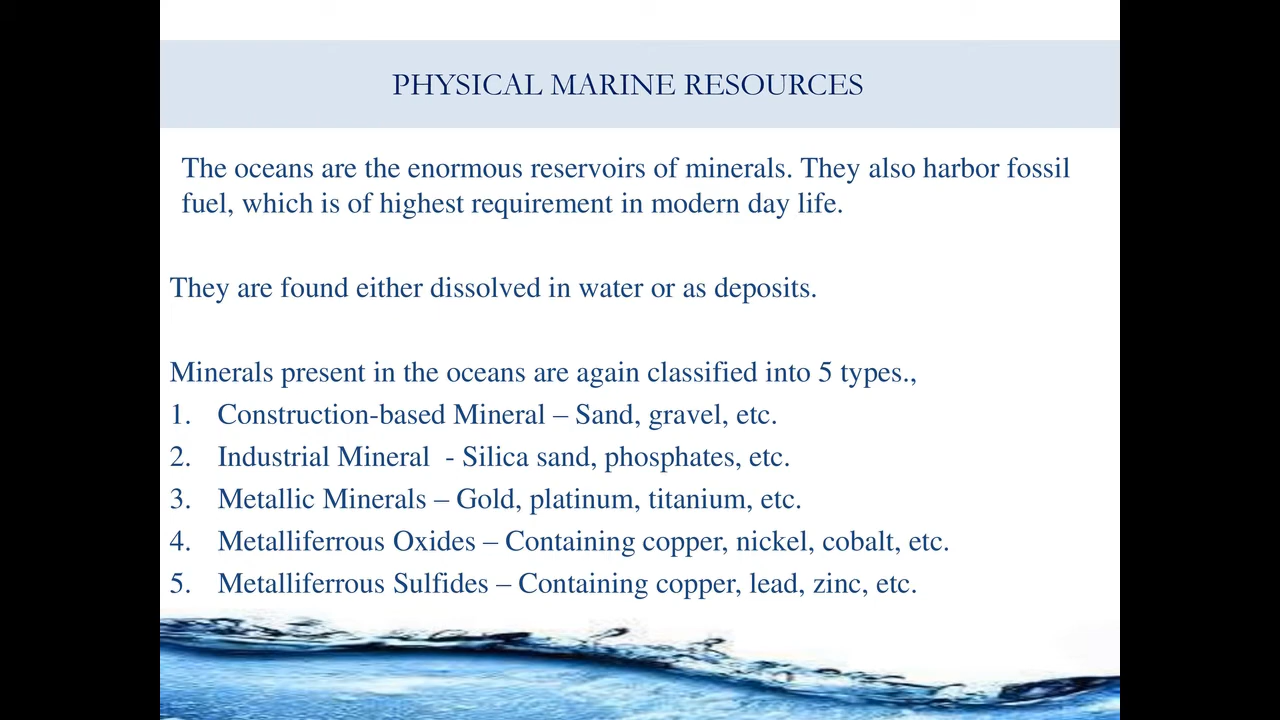 PHYSICAL MARINE RESOURCES
The oceans are the enormous reservoirs of minerals. They also harbor fossil
fuel, which is of highest requirement in modern day life.
They are found either dissolved in water or as deposits.
Minerals present in the oceans are again classified into 5 types.,
1. Construction-based Mineral – Sand, gravel, etc.
2. Industrial Mineral - Silica sand, phosphates, etc.
3. Metallic Minerals – Gold, platinum, titanium, etc.
4. Metalliferrous Oxides – Containing copper, nickel, cobalt, etc.
5. Metalliferrous Sulfides – Containing copper, lead, zinc, etc.